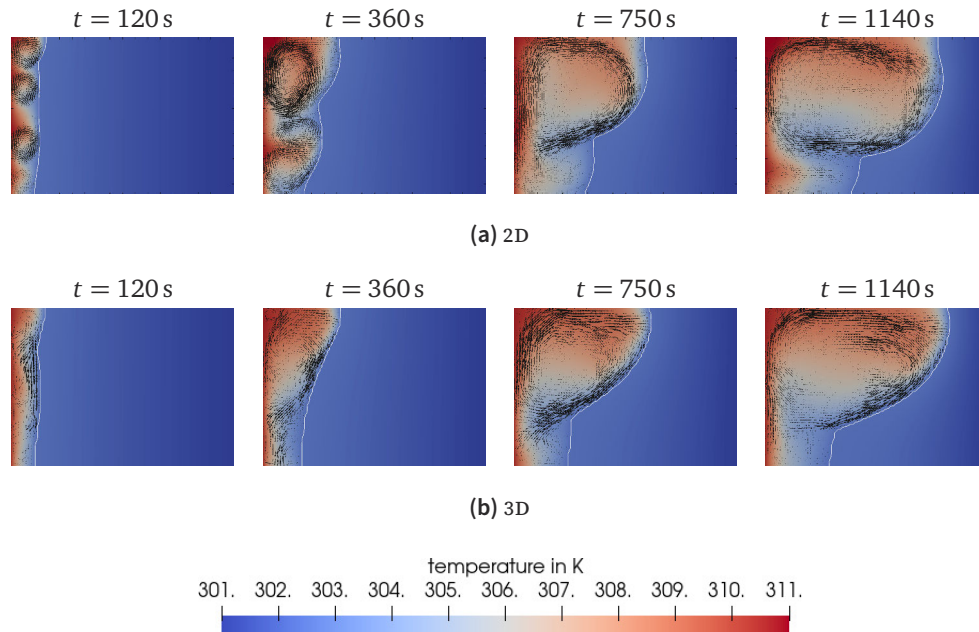 t = 120 s t = 360 s t = 750 s t = 1140 s
(a) 2D
t = 120 s t = 360 s t = 750 s t = 1140 s
(b) 3D
temperature in K
301. 302. 303. 304. 305. 306. 307. 308. 309. 310. 311.